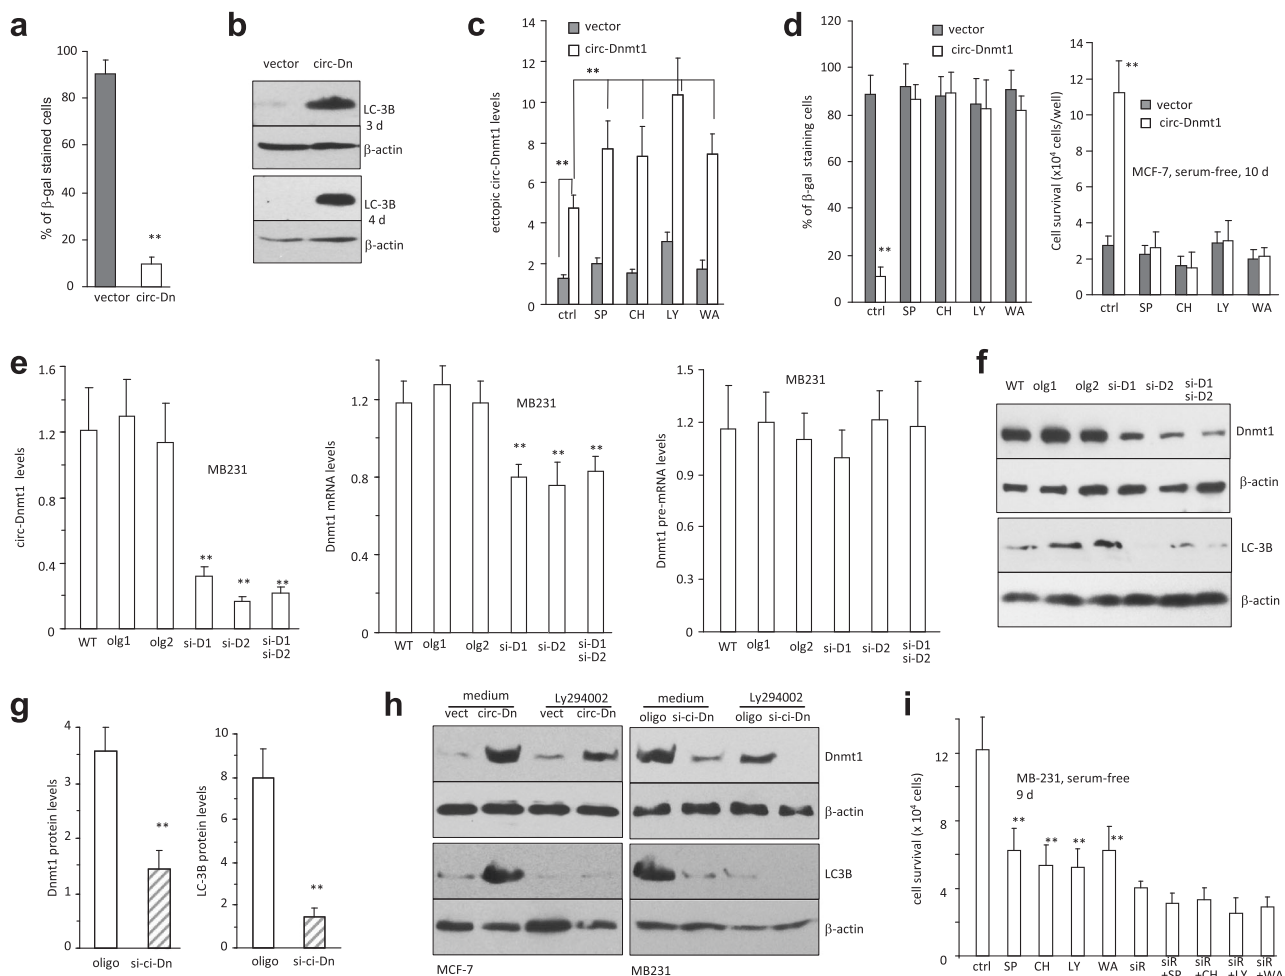 a
% of β-gal stained cells
100
80
60
40
20
0
**
vector circ-Dn
b
vector circ-Dn
LC-3B
3 d
β-actin
LC-3B
4 d
β-actin
c
ectopic circ-Dnmt1 levels
14
12
10
8
6
4
2
0
vector
circ-Dnmt1
**
**
ctrl SP CH LY WA
d
% of β-gal staining cells
120
100
80
60
40
20
0
vector
circ-Dnmt1
**
ctrl SP CH LY WA
Cell survival (x10⁴ cells/well)
14
12
10
8
6
4
2
0
**
vector
circ-Dnmt1
MCF-7, serum-free, 10 d
ctrl SP CH LY WA
e
circ-Dnmt1 levels
1.6
1.2
0.8
0.4
0
MB231
** ** **
WT olg1 olg2 si-D1 si-D2 si-D1
si-D2
Dnmt1 mRNA levels
1.2
0.8
0.4
0
MB231
** ** **
WT olg1 olg2 si-D1 si-D2 si-D1
si-D2
Dnmt1 pre-mRNA levels
1.5
1.2
0.9
0.6
0.3
0
MB231
WT olg1 olg2 si-D1 si-D2 si-D1
si-D2
f
WT olg1 olg2 si-D1 si-D2 si-D1
si-D2
Dnmt1
β-actin
LC-3B
β-actin
g
Dnmt1 protein levels
4
3
2
1
0
**
oligo si-ci-Dn
LC-3B protein levels
10
8
6
4
2
0
**
oligo si-ci-Dn
h
medium Ly294002 medium Ly294002
vect circ-Dn vect circ-Dn oligo si-ci-Dn oligo si-ci-Dn
Dnmt1
β-actin
LC3B
β-actin
MCF-7 MB231
i
cell survival (x 10⁴ cells)
12
8
4
0
MB-231, serum-free
9 d
** ** ** **
ctrl SP CH LY WA siR siR
+SP siR
+CH siR
+LY siR
+WA